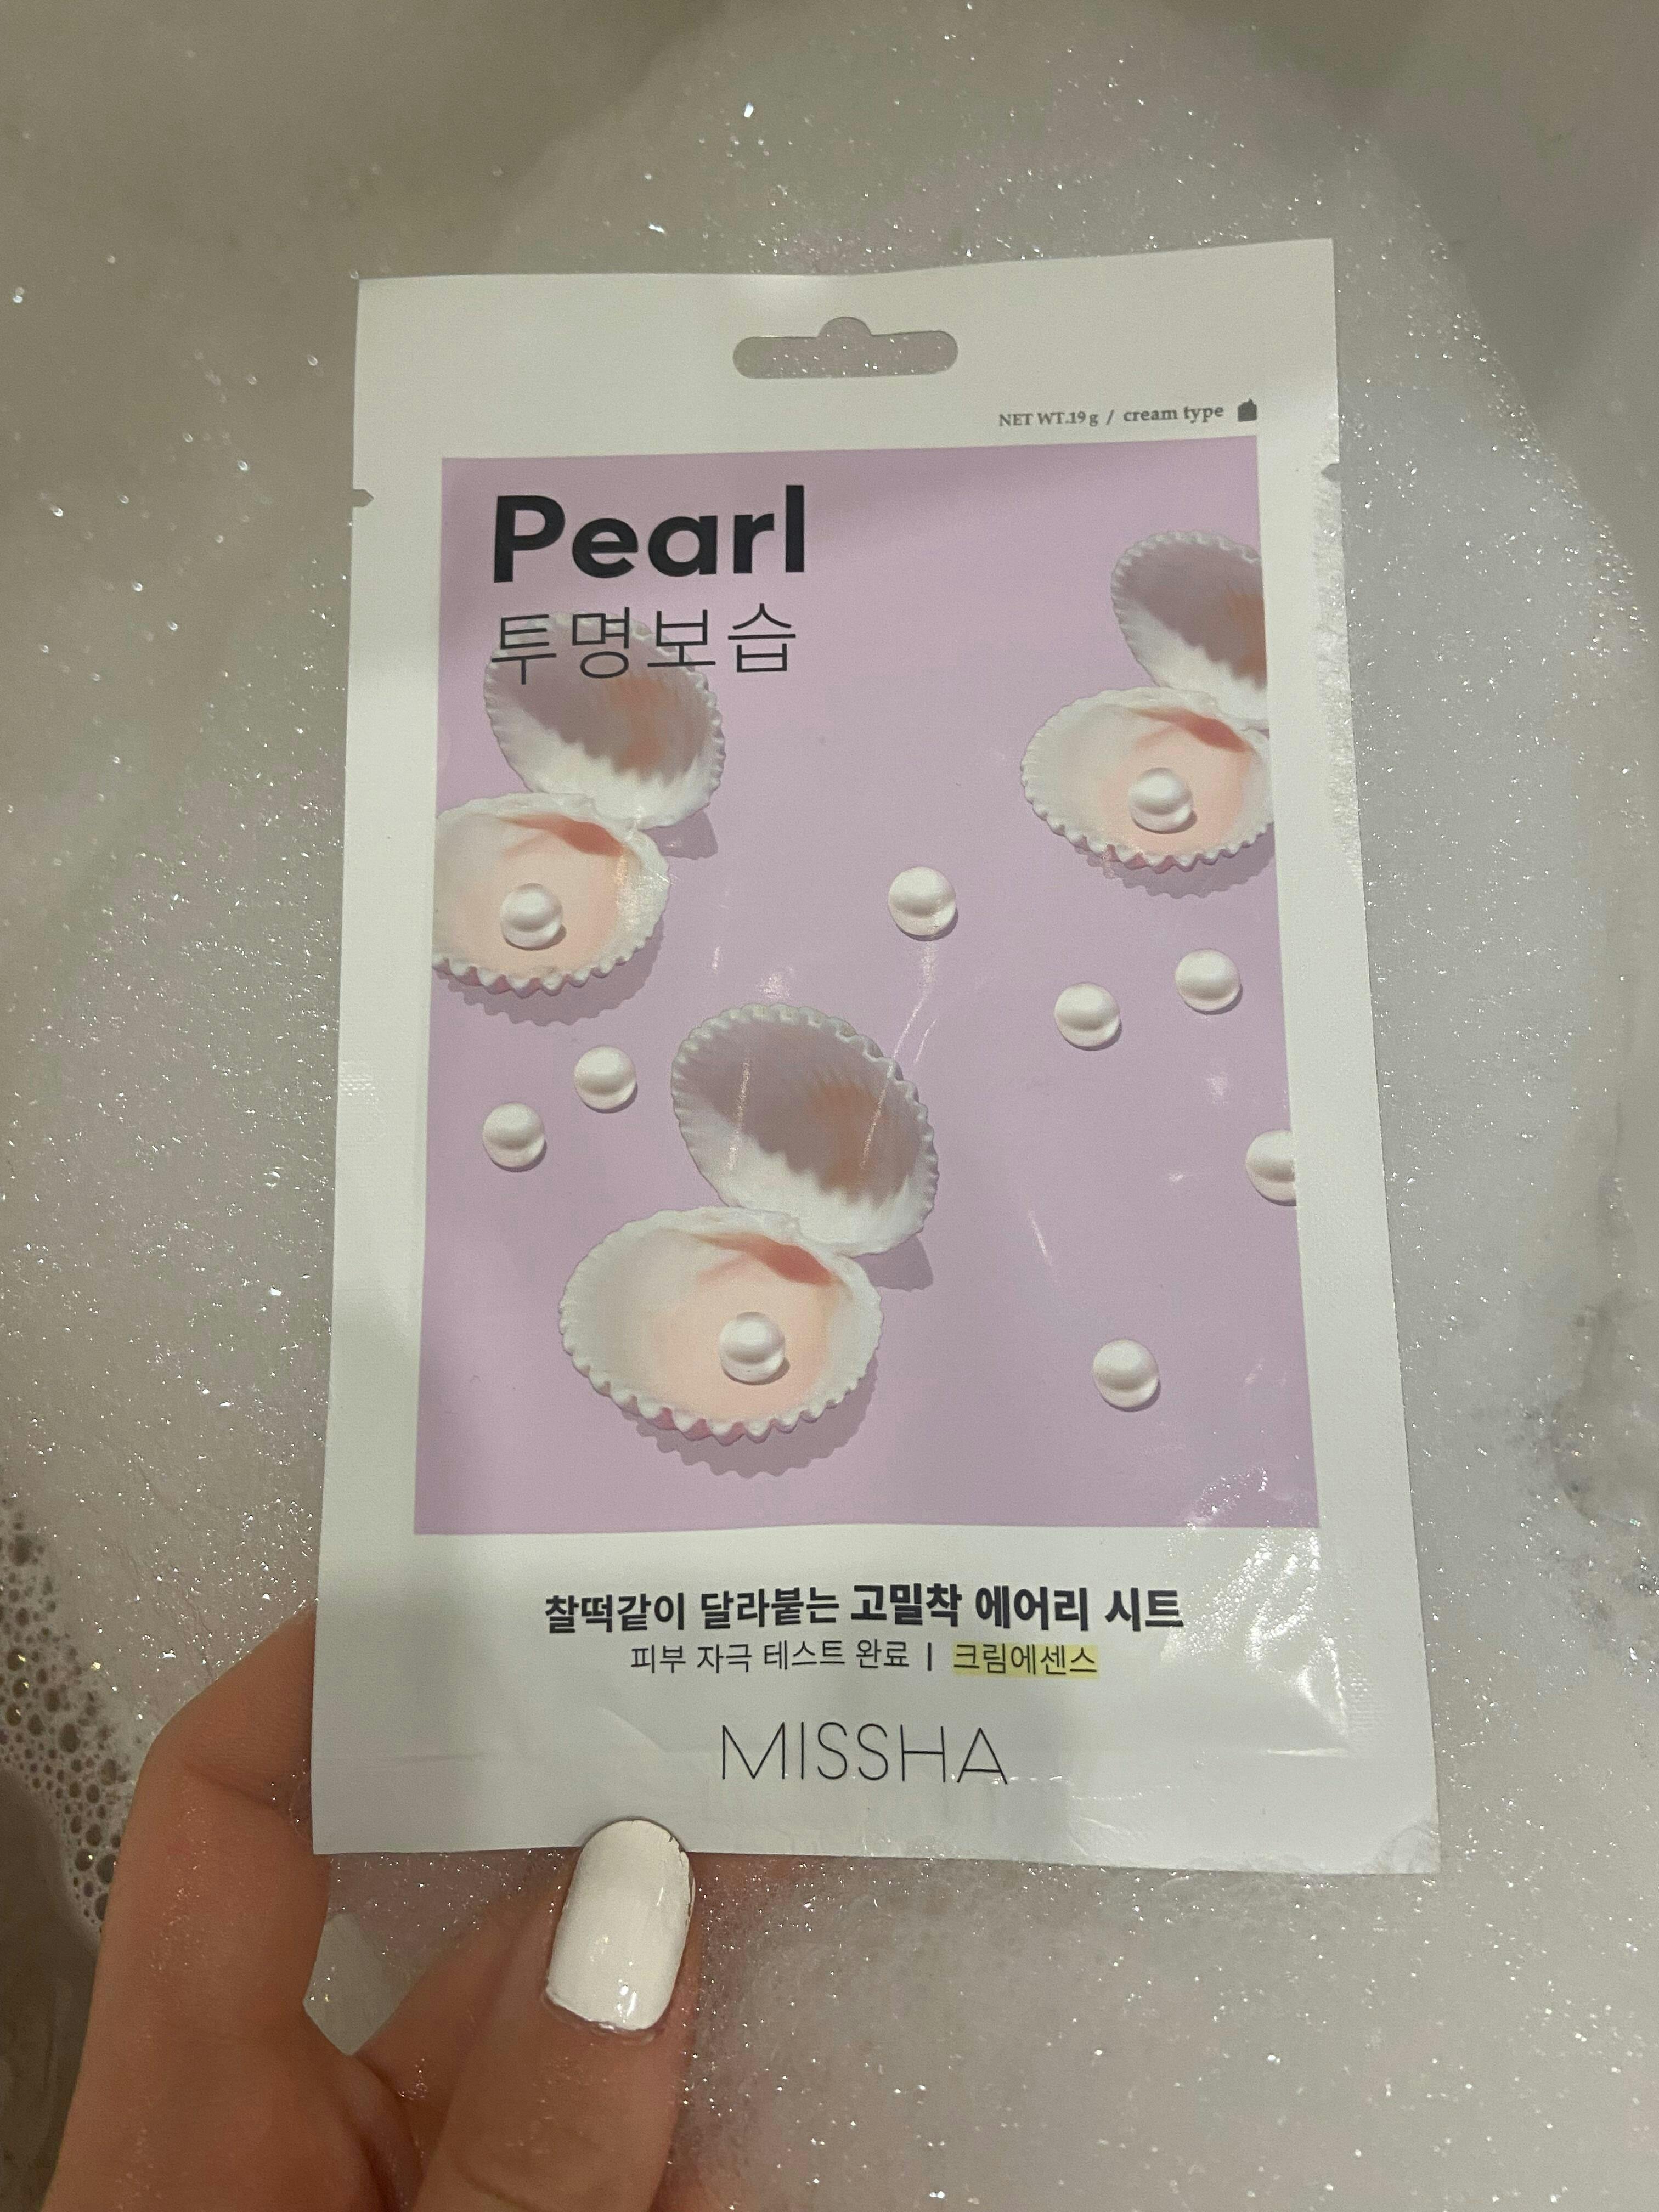 NET WT.19g / cream type
Pearl
투명보습
찰떡같이 달라붙는 고밀착 에어리 시트
피부 자극 테스트 완료 | 크림에센스
MISSHA